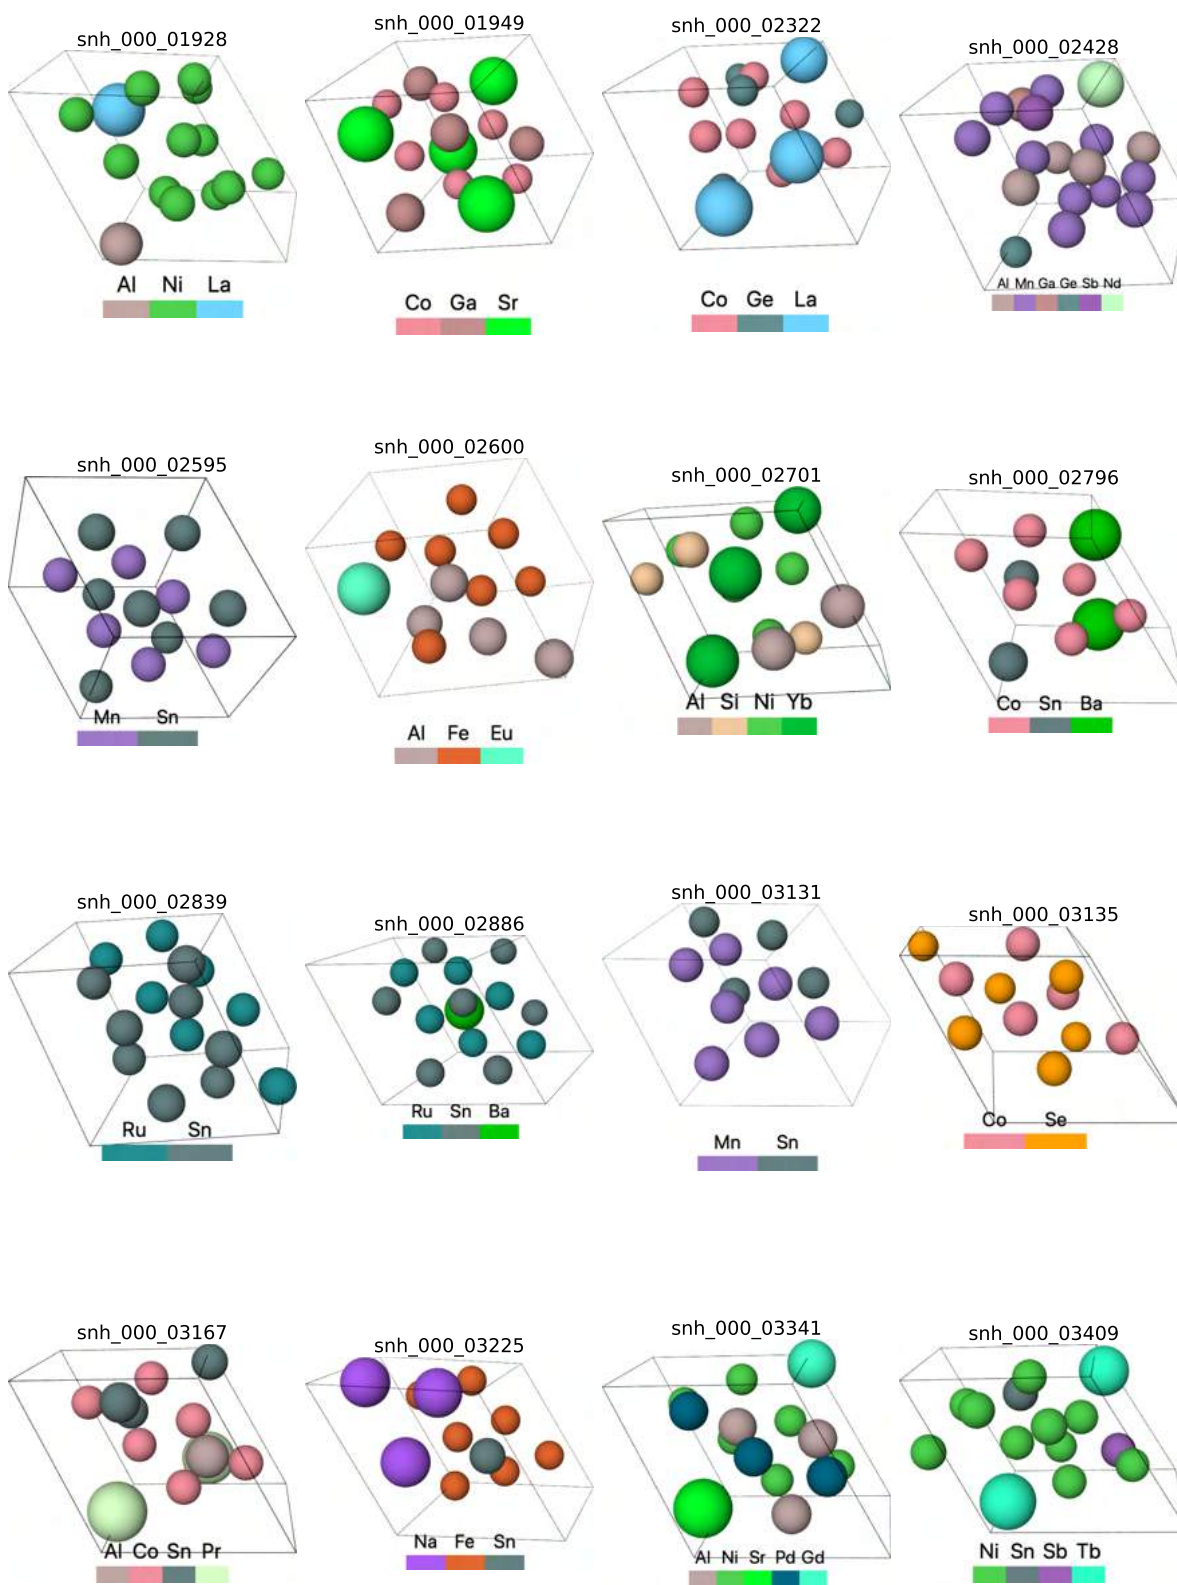 snh_000_01928
snh_000_01949
snh_000_02322
snh_000_02428
Al Ni La
Co Ga Sr
Co Ge La
Al Mn Ga Ge Sb Nd
snh_000_02595
snh_000_02600
snh_000_02701
snh_000_02796
Mn Sn
Al Fe Eu
Al Si Ni Yb
Co Sn Ba
snh_000_02839
snh_000_02886
snh_000_03131
snh_000_03135
Ru Sn
Ru Sn Ba
Mn Sn
Co Se
snh_000_03167
snh_000_03225
snh_000_03341
snh_000_03409
Al Co Sn Pr
Na Fe Sn
Al Ni Sr Pd Gd
Ni Sn Sb Tb